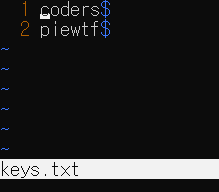 1 coders$
2 piewtf$
~
~
~
~
~
~
keys.txt